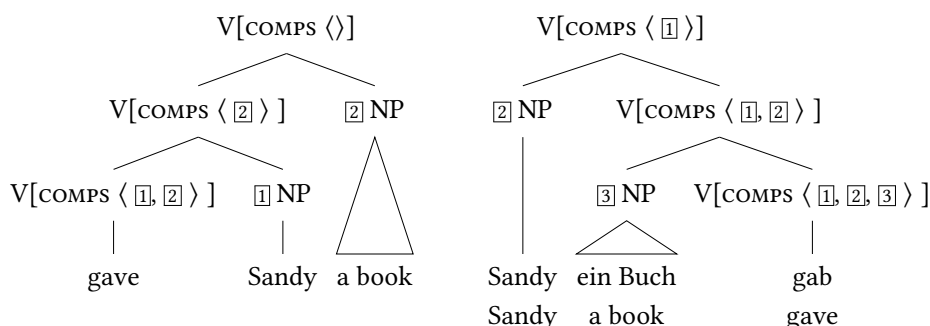 V[COMPS ⟨⟩] V[COMPS ⟨ 1 ⟩]
V[COMPS ⟨ 2 ⟩ ] 2 NP 2 NP V[COMPS ⟨ 1, 2 ⟩]
V[COMPS ⟨ 1, 2 ⟩ ] 1 NP 3 NP V[COMPS ⟨ 1, 2, 3 ⟩ ]
gave Sandy a book Sandy ein Buch gab
Sandy a book gave